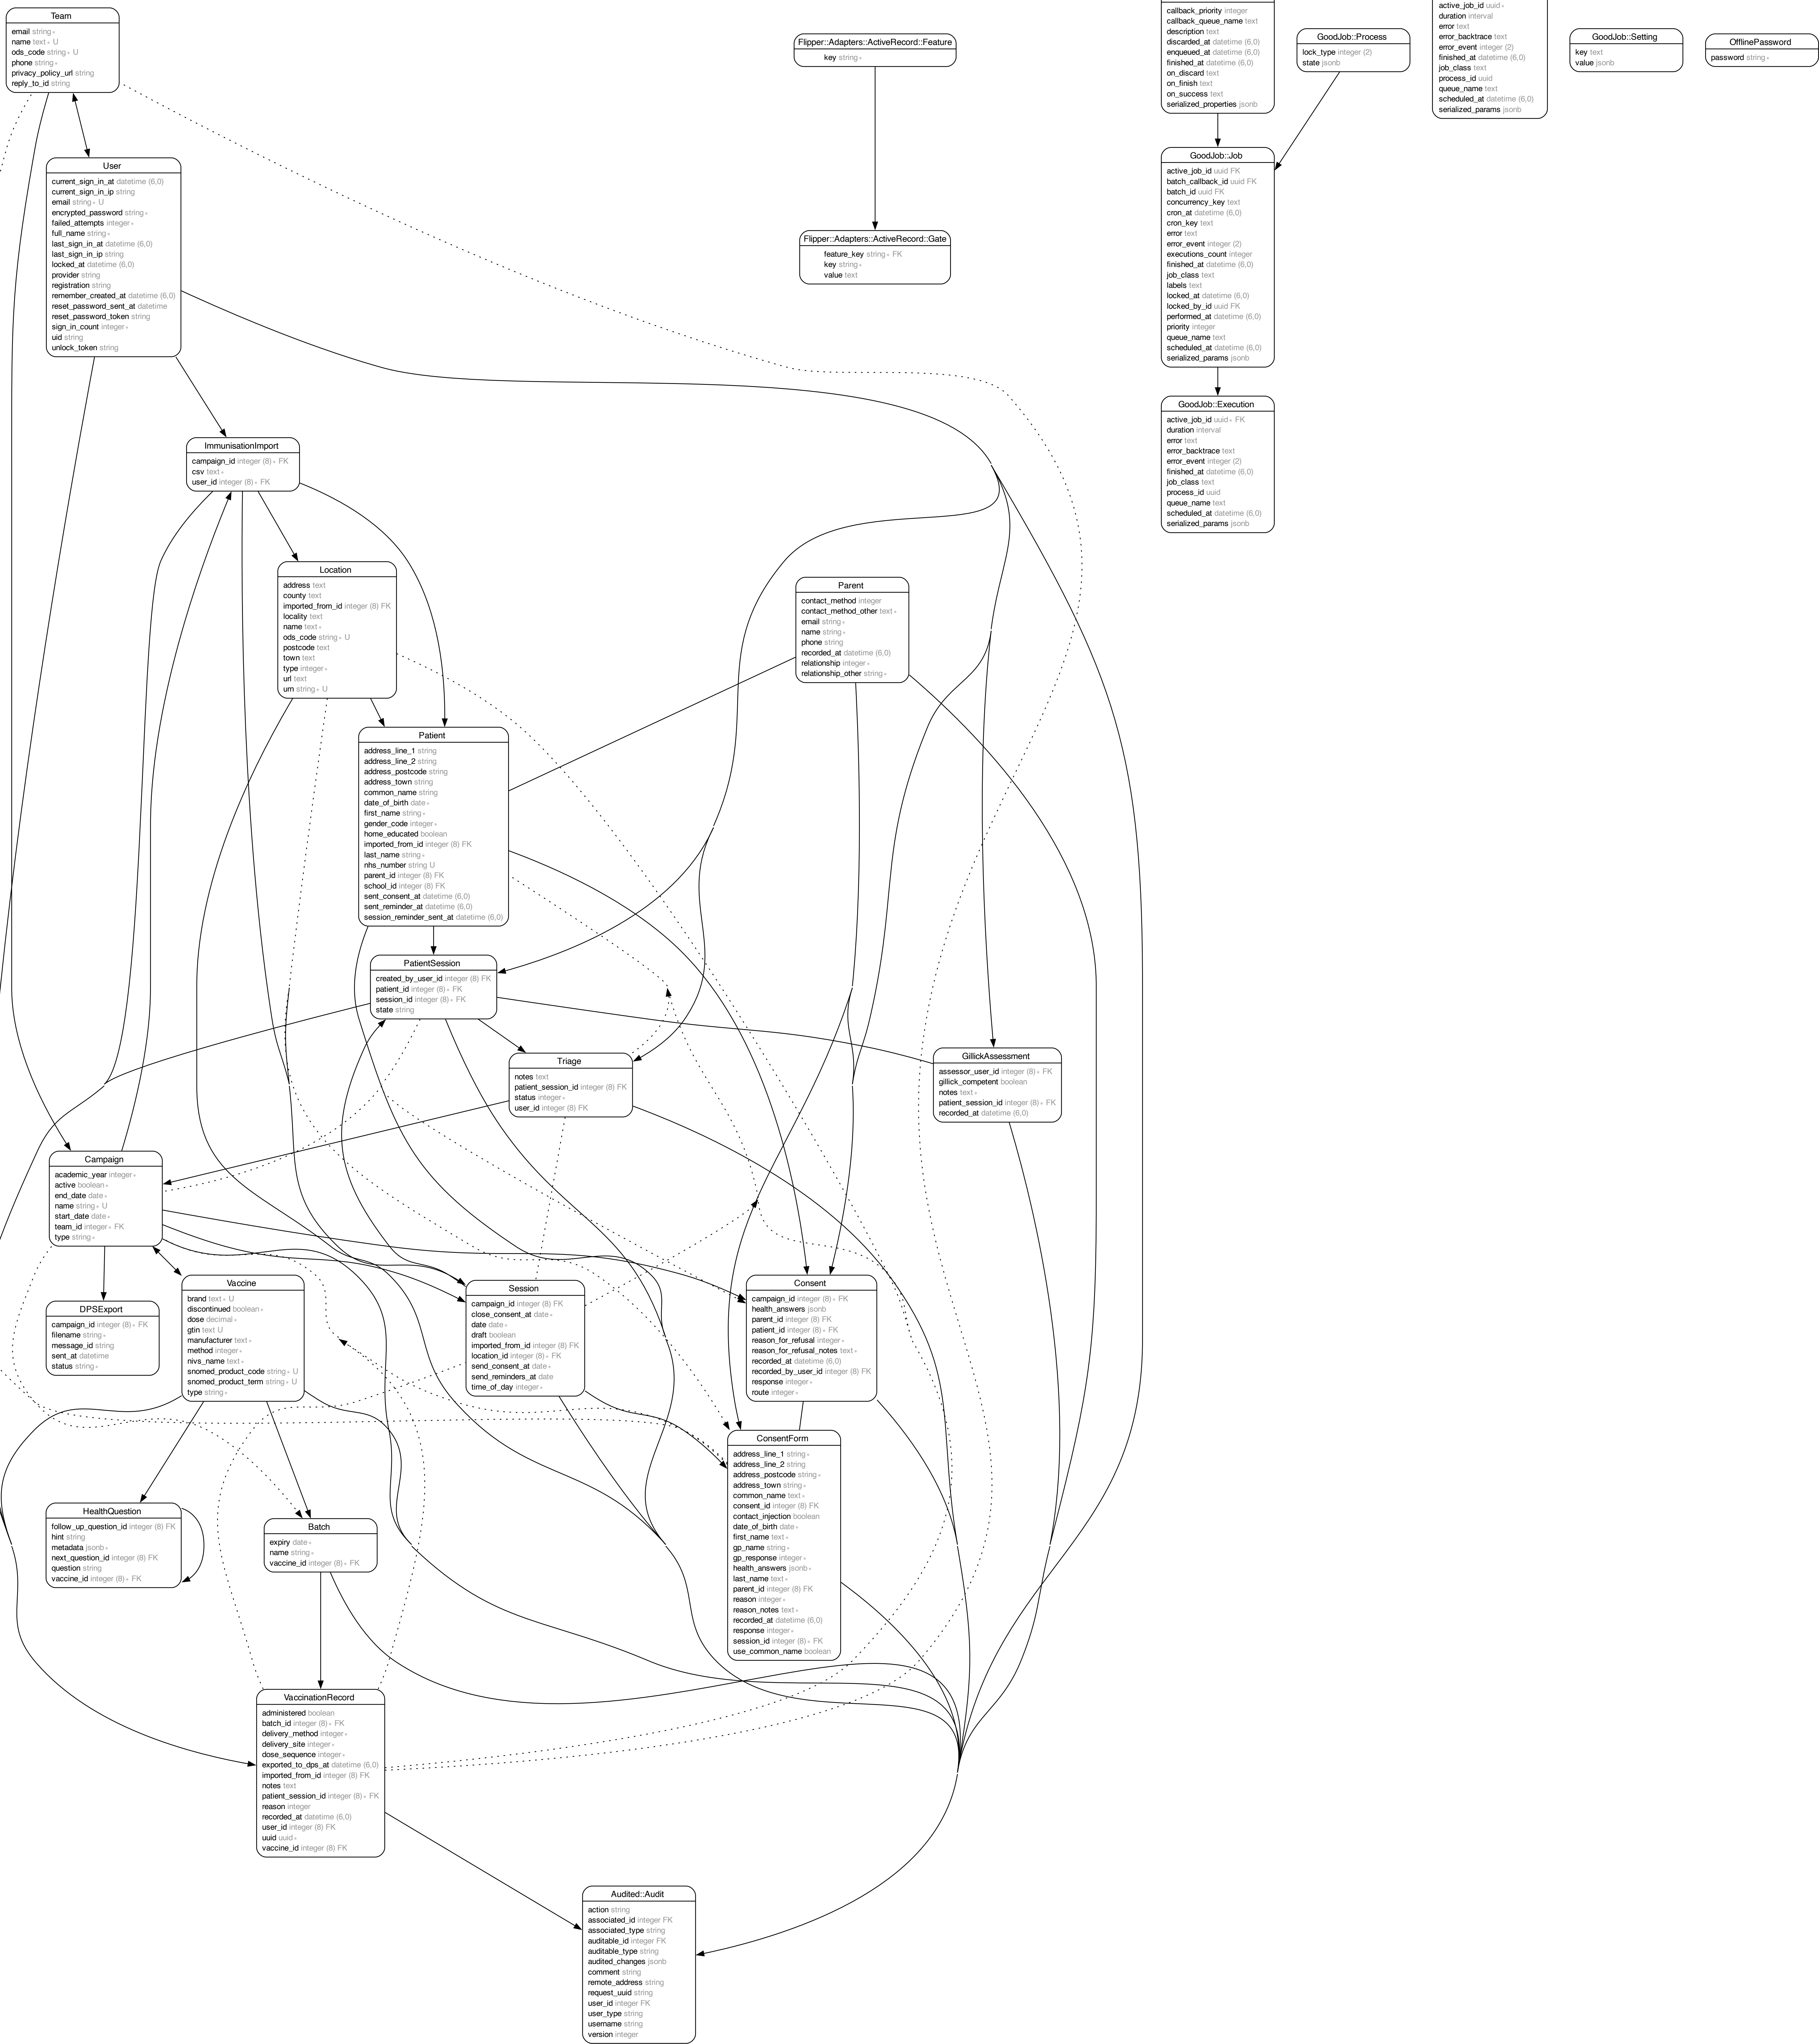 Team
email string ∗
name text ∗ U
ods_code string ∗ U
phone string ∗
privacy_policy_url string
reply_to_id string
User
current_sign_in_at datetime (6,0)
current_sign_in_ip string
email string ∗ U
encrypted_password string ∗
failed_attempts integer ∗
full_name string ∗
last_sign_in_at datetime (6,0)
last_sign_in_ip string
locked_at datetime (6,0)
provider string
registration string
remember_created_at datetime (6,0)
reset_password_sent_at datetime
reset_password_token string
sign_in_count integer ∗
uid string
unlock_token string
Flipper::Adapters::ActiveRecord::Feature
key string ∗
Flipper::Adapters::ActiveRecord::Gate
feature_key string ∗ FK
key string ∗
value text
callback_priority integer
callback_queue_name text
description text
discarded_at datetime (6,0)
enqueued_at datetime (6,0)
finished_at datetime (6,0)
on_discard text
on_finish text
on_success text
serialized_properties jsonb
GoodJob::Process
lock_type integer (2)
state jsonb
active_job_id uuid ∗
duration interval
error text
error_backtrace text
error_event integer (2)
finished_at datetime (6,0)
job_class text
process_id uuid
queue_name text
scheduled_at datetime (6,0)
serialized_params jsonb
GoodJob::Setting
key text
value jsonb
OfflinePassword
password string ∗
GoodJob::Job
active_job_id uuid FK
batch_callback_id uuid FK
batch_id uuid FK
concurrency_key text
cron_at datetime (6,0)
cron_key text
error text
error_event integer (2)
executions_count integer
finished_at datetime (6,0)
job_class text
labels text
locked_at datetime (6,0)
locked_by_id uuid FK
performed_at datetime (6,0)
priority integer
queue_name text
scheduled_at datetime (6,0)
serialized_params jsonb
GoodJob::Execution
active_job_id uuid ∗ FK
duration interval
error text
error_backtrace text
error_event integer (2)
finished_at datetime (6,0)
job_class text
process_id uuid
queue_name text
scheduled_at datetime (6,0)
serialized_params jsonb
ImmunisationImport
campaign_id integer (8) ∗ FK
csv text ∗
user_id integer (8) ∗ FK
Location
address text
county text
imported_from_id integer (8) FK
locality text
name text ∗
ods_code string ∗ U
postcode text
town text
type integer ∗
url text
urn string ∗ U
Parent
contact_method integer
contact_method_other text ∗
email string ∗
name string ∗
phone string
recorded_at datetime (6,0)
relationship integer ∗
relationship_other string ∗
Patient
address_line_1 string
address_line_2 string
address_postcode string
address_town string
common_name string
date_of_birth date ∗
first_name string ∗
gender_code integer ∗
home_educated boolean
imported_from_id integer (8) FK
last_name string ∗
nhs_number string U
parent_id integer (8) FK
school_id integer (8) FK
sent_consent_at datetime (6,0)
sent_reminder_at datetime (6,0)
session_reminder_sent_at datetime (6,0)
PatientSession
created_by_user_id integer (8) FK
patient_id integer (8) ∗ FK
session_id integer (8) ∗ FK
state string
Triage
notes text
patient_session_id integer (8) FK
status integer ∗
user_id integer (8) FK
GillickAssessment
assessor_user_id integer (8) ∗ FK
gillick_competent boolean
notes text ∗
patient_session_id integer (8) ∗ FK
recorded_at datetime (6,0)
Campaign
academic_year integer ∗
active boolean ∗
end_date date ∗
name string ∗ U
start_date date ∗
team_id integer ∗ FK
type string ∗
DPSExport
campaign_id integer (8) ∗ FK
filename string ∗
message_id string
sent_at datetime
status string ∗
Vaccine
brand text ∗ U
discontinued boolean ∗
dose decimal ∗
gtin text U
manufacturer text ∗
method integer ∗
nivs_name text ∗
snomed_product_code string ∗ U
snomed_product_term string ∗ U
type string ∗
Session
campaign_id integer (8) FK
close_consent_at date ∗
date date ∗
draft boolean
imported_from_id integer (8) FK
location_id integer (8) ∗ FK
send_consent_at date ∗
send_reminders_at date
time_of_day integer ∗
Consent
campaign_id integer (8) ∗ FK
health_answers jsonb
parent_id integer (8) FK
patient_id integer (8) ∗ FK
reason_for_refusal integer ∗
reason_for_refusal_notes text ∗
recorded_at datetime (6,0)
recorded_by_user_id integer (8) FK
response integer ∗
route integer ∗
ConsentForm
address_line_1 string ∗
address_line_2 string
address_postcode string ∗
address_town string ∗
common_name text ∗
consent_id integer (8) FK
contact_injection boolean
date_of_birth date ∗
first_name text ∗
gp_name string ∗
gp_response integer ∗
health_answers jsonb ∗
last_name text ∗
parent_id integer (8) FK
reason integer ∗
reason_notes text ∗
recorded_at datetime (6,0)
response integer ∗
session_id integer (8) ∗ FK
use_common_name boolean
HealthQuestion
follow_up_question_id integer (8) FK
hint string
metadata jsonb ∗
next_question_id integer (8) FK
question string
vaccine_id integer (8) ∗ FK
Batch
expiry date ∗
name string ∗
vaccine_id integer (8) ∗ FK
VaccinationRecord
administered boolean
batch_id integer (8) ∗ FK
delivery_method integer ∗
delivery_site integer ∗
dose_sequence integer ∗
exported_to_dps_at datetime (6,0)
imported_from_id integer (8) FK
notes text
patient_session_id integer (8) ∗ FK
reason integer
recorded_at datetime (6,0)
user_id integer (8) FK
uuid uuid ∗
vaccine_id integer (8) FK
Audited::Audit
action string
associated_id integer FK
associated_type string
auditable_id integer FK
auditable_type string
audited_changes jsonb
comment string
remote_address string
request_uuid string
user_id integer FK
user_type string
username string
version integer